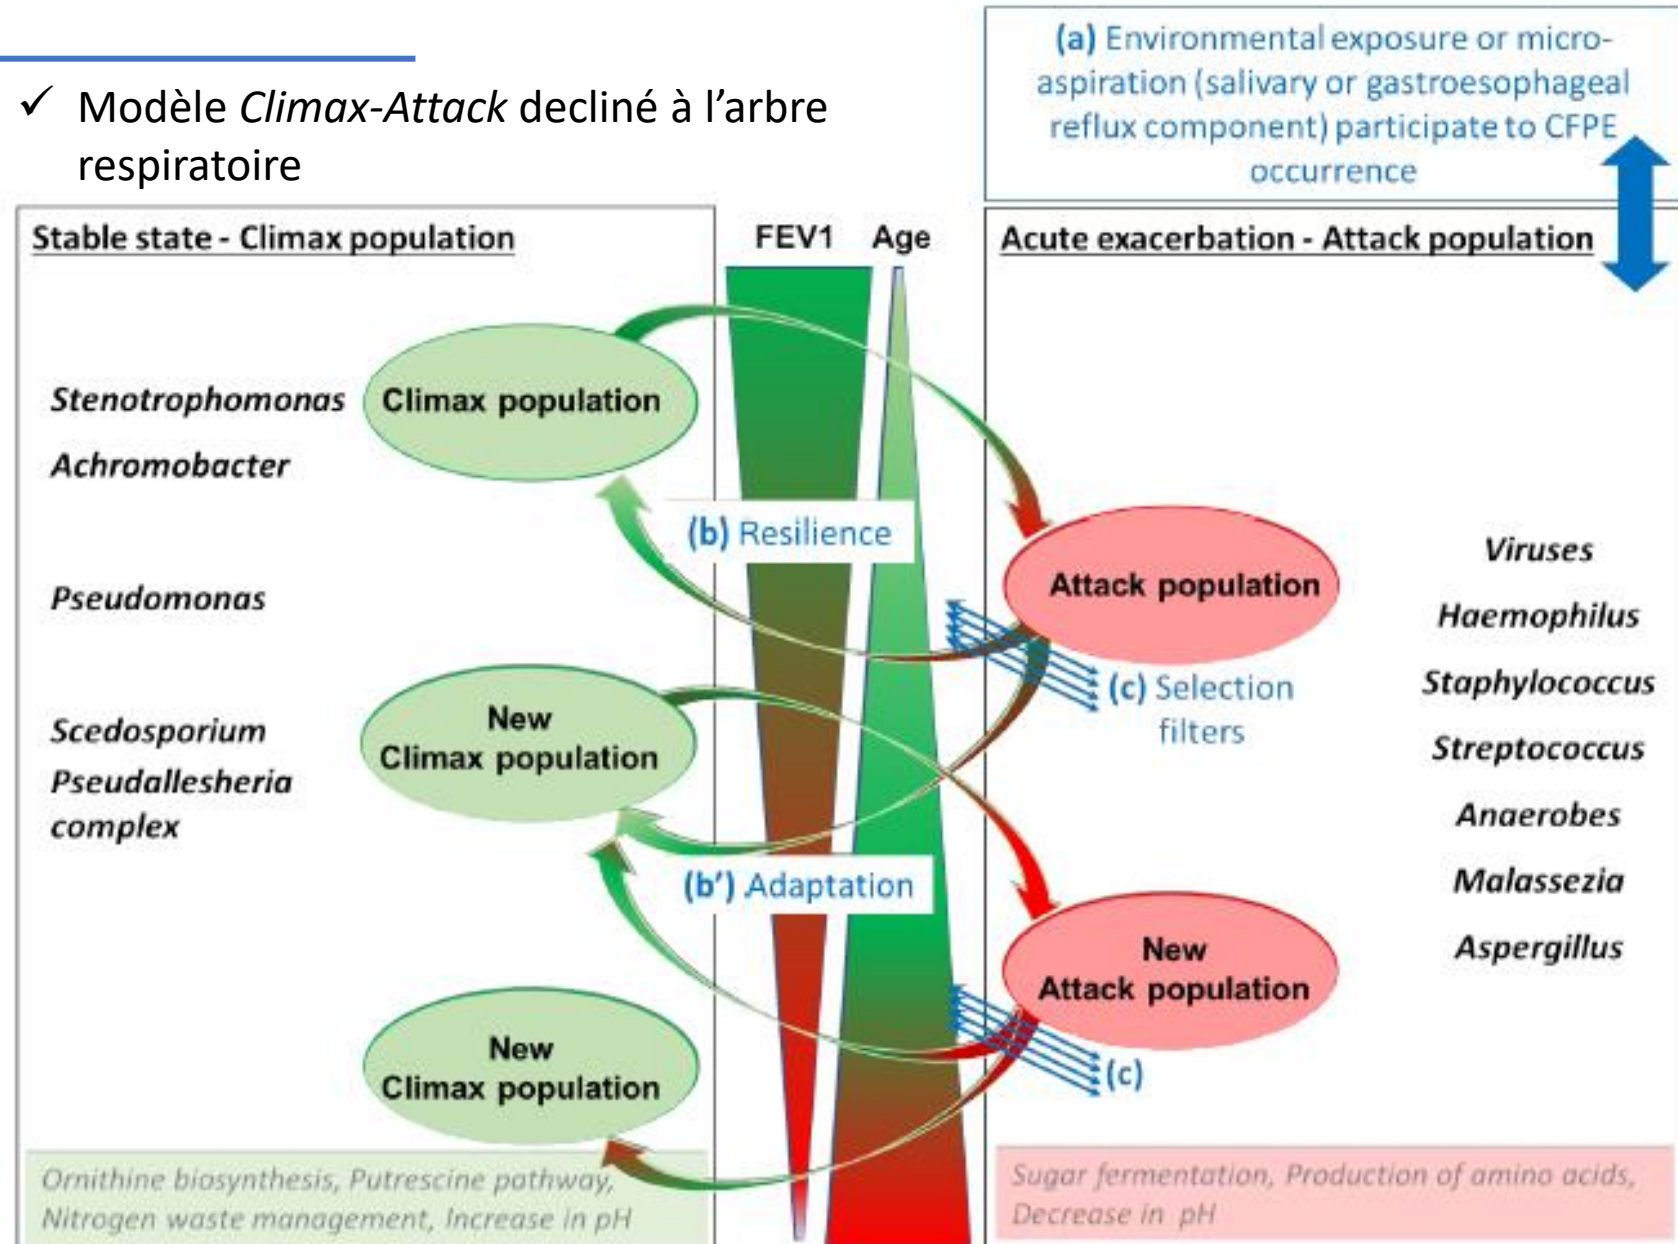 ✓ Modèle Climax-Attack decliné à l'arbre
respiratoire
(a) Environmental exposure or micro-
aspiration (salivary or gastroesophageal
reflux component) participate to CFPE
occurrence
Stable state - Climax population
FEV1
Age
Acute exacerbation - Attack population
Stenotrophomonas
Achromobacter
Pseudomonas
Scedosporium
Pseudallesheria
complex
Climax population
(b) Resilience
New
Climax population
(b') Adaptation
New
Climax population
Attack population
(c) Selection
filters
New
Attack population
(c)
Viruses
Haemophilus
Staphylococcus
Streptococcus
Anaerobes
Malassezia
Aspergillus
Ornithine biosynthesis, Putrescine pathway,
Nitrogen waste management, Increase in pH
Sugar fermentation, Production of amino acids,
Decrease in pH